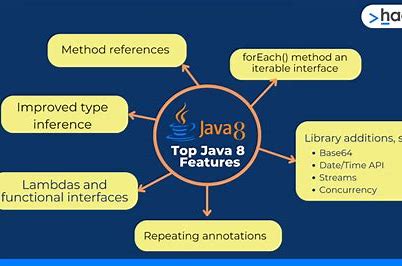 >ha
Method references
forEach() method an
iterable interface
Improved type
inference
Java 8
Top Java 8
Features
Library additions, s
• Base64
• Date/Time API
• Streams
• Concurrency
Lambdas and
functional interfaces
Repeating annotations